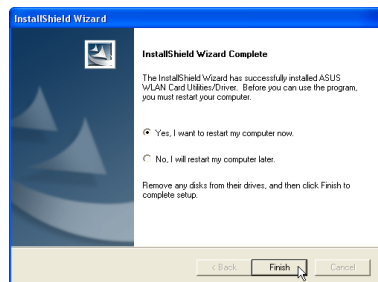 InstallShield Wizard
InstallShield Wizard Complete
The InstallShield Wizard has successfully installed ASUS
WLAN Card Utilities/Driver. Before you can use the program,
you must restart your computer.
Yes, I want to restart my computer now.
No, I will restart my computer later.
Remove any disks from their drives, and then click Finish to
complete setup.
< Back Finish Cancel